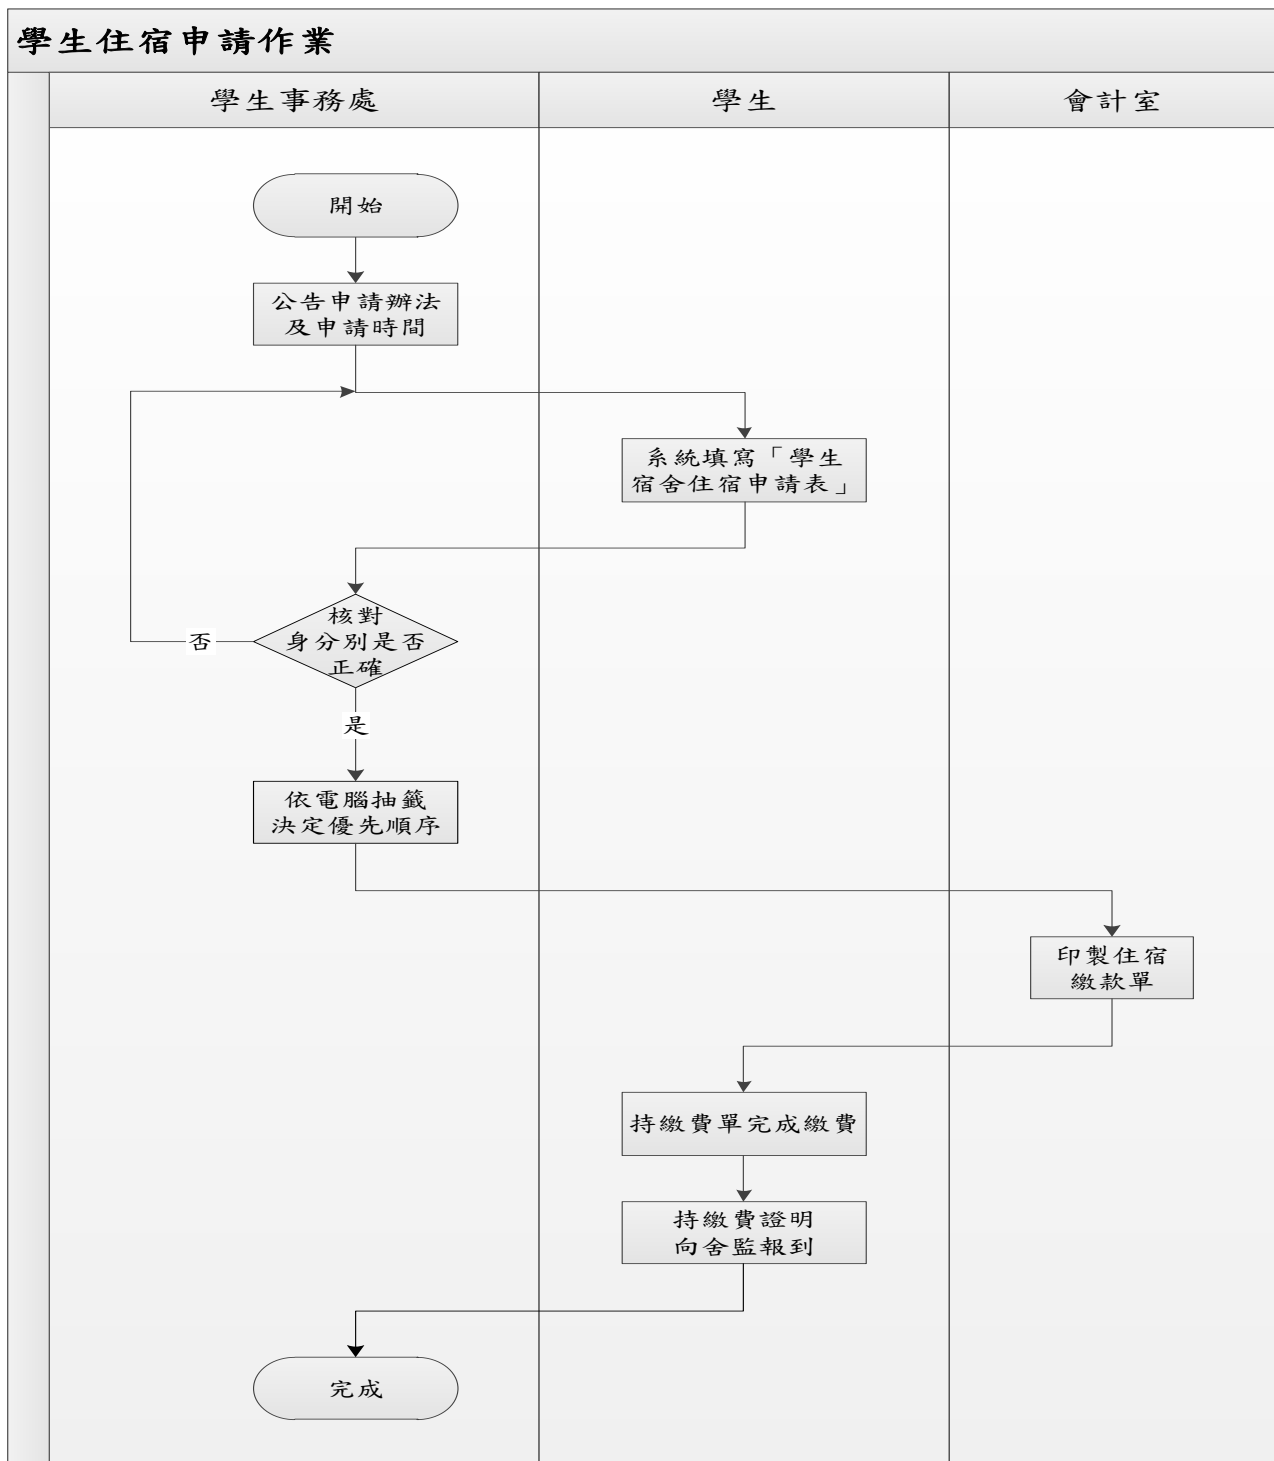 學生住宿申請作業
學生事務處
學生
會計室
開始
公告申請辦法
及申請時間
系統填寫「學生
宿舍住宿申請表」
核對
身分別是否
正確
否
是
依電腦抽籤
決定優先順序
印製住宿
繳款單
持繳費單完成繳費
持繳費證明
向舍監報到
完成